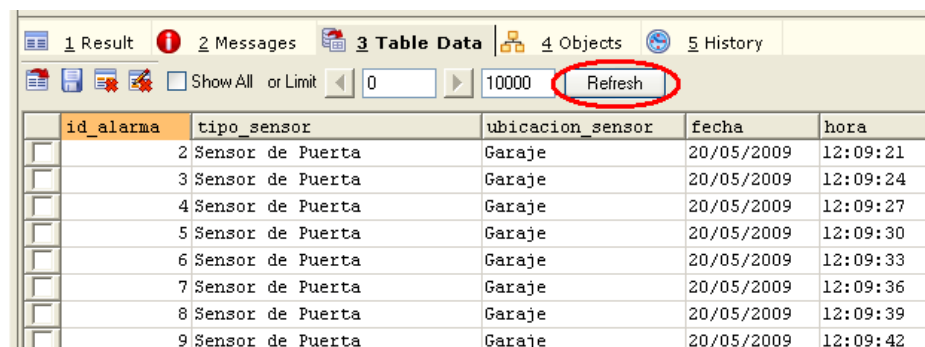 1 Result 2 Messages 3 Table Data 4 Objects 5 History
Show All or Limit 0 10000 Refresh
id_alarma tipo_sensor ubicacion_sensor fecha hora
2 Sensor de Puerta Garaje 20/05/2009 12:09:21
3 Sensor de Puerta Garaje 20/05/2009 12:09:24
4 Sensor de Puerta Garaje 20/05/2009 12:09:27
5 Sensor de Puerta Garaje 20/05/2009 12:09:30
6 Sensor de Puerta Garaje 20/05/2009 12:09:33
7 Sensor de Puerta Garaje 20/05/2009 12:09:36
8 Sensor de Puerta Garaje 20/05/2009 12:09:39
9 Sensor de Puerta Garaje 20/05/2009 12:09:42